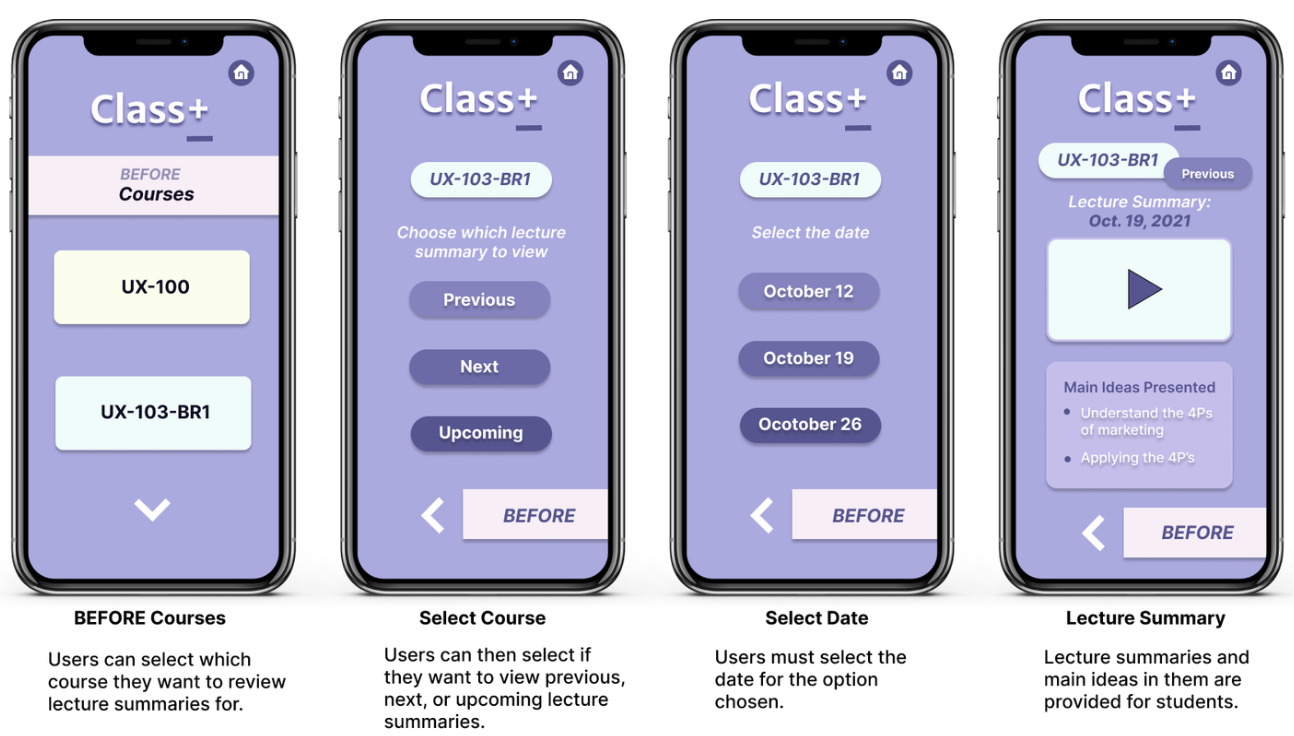 Class+
BEFORE
Courses
UX-100
UX-103-BR1
BEFORE Courses
Users can select which
course they want to review
lecture summaries for.
Class+
UX-103-BR1
Choose which lecture
summary to view
Previous
Next
Upcoming
BEFORE
Select Course
Users can then select if
they want to view previous,
next, or upcoming lecture
summaries.
Class+
UX-103-BR1
Select the date
October 12
October 19
Ocotober 26
BEFORE
Select Date
Users must select the
date for the option
chosen.
Class+
UX-103-BR1
Previous
Lecture Summary:
Oct. 19, 2021
Main Ideas Presented
• Understand the 4Ps
of marketing
• Applying the 4P's
BEFORE
Lecture Summary
Lecture summaries and
main ideas in them are
provided for students.